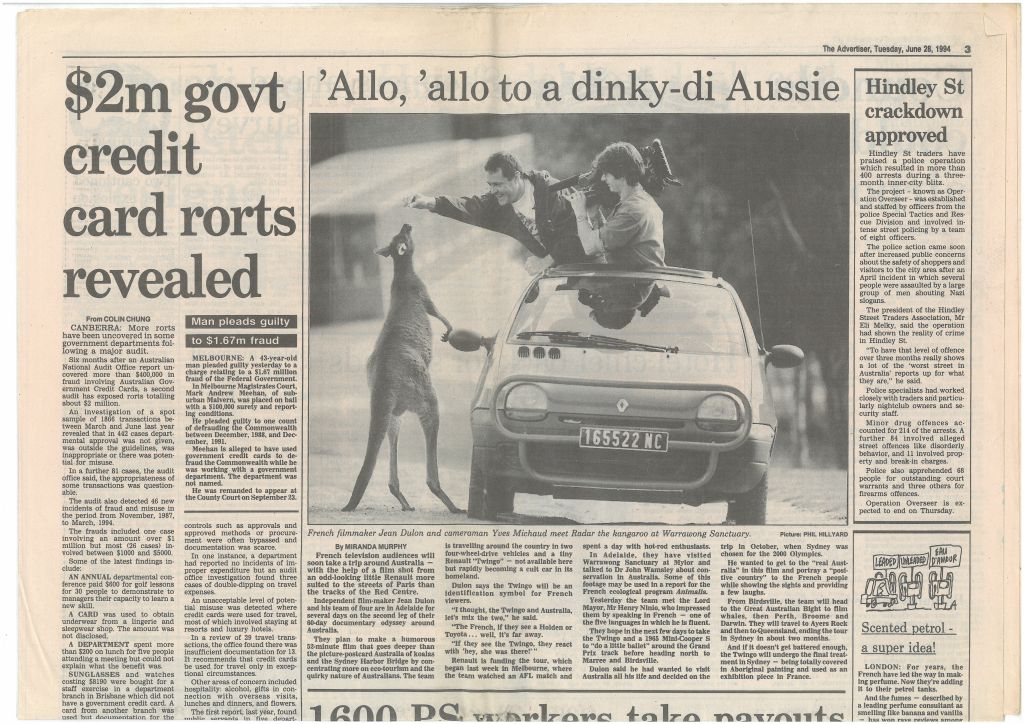 The Advertiser, Tuesday, June 28, 1994 3
$2m govt
credit
card rorts
revealed
From COLIN CHUNG
CANBERRA: More rorts
have been uncovered in some
government departments fol-
lowing a major audit.
Six months after an Australian
National Audit Office report un-
covered more than $400,000 in
fraud involving Australian Gov-
ernment Credit Cards, a second
audit has exposed rorts totalling
about $2 million.
An investigation of a spot
sample of 1866 transactions be-
tween March and June last year
revealed that in 442 cases depart-
mental approval was not given,
was outside the guidelines, was
inappropriate or there was poten-
tial for misuse.
In a further 81 cases, the audit
office said, the appropriateness of
some transactions was question-
able.
The audit also detected 46 new
incidents of fraud and misuse in
the period from November, 1987,
to March, 1994.
The frauds included one case
involving an amount over $1
million but most (26 cases) in-
volved between $1000 and $5000.
Some of the latest findings in-
clude:
AN ANNUAL departmental con-
ference paid $600 for golf lessons
for 30 people to demonstrate to
managers their capacity to learn a
new skill.
A CARD was used to obtain
underwear from a lingerie and
sleepwear shop. The amount was
not disclosed.
A DEPARTMENT spent more
than $200 on lunch for five people
attending a meeting but could not
explain what the benefit was.
SUNGLASSES and watches
costing $8190 were bought for a
staff exercise in a department
branch in Brisbane which did not
have a government credit card. A
card from another branch was
used but documentation for the
Man pleads guilty
to $1.67m fraud
MELBOURNE: A 43-year-old
man pleaded guilty yesterday to a
charge relating to a $1.67 million
fraud of the Federal Government.
In Melbourne Magistrates Court,
Mark Andrew Meehan, of sub-
urban Malvern, was placed on bail
with a $100,000 surety and report-
ing conditions.
He pleaded guilty to one count
of defrauding the Commonwealth
between December, 1988, and Dec-
ember, 1991.
Meehan is alleged to have used
government credit cards to de-
fraud the Commonwealth while he
was working with a government
department. The department was
not named.
He was remanded to appear at
the County Court on September 23.
controls such as approvals and
approved methods of procure-
ment were often bypassed and
documentation was scarce.
In one instance, a department
had reported no incidents of im-
proper expenditure but an audit
office investigation found three
cases of double-dipping on travel
expenses.
An unacceptable level of poten-
tial misuse was detected where
credit cards were used for travel,
most of which involved staying at
resorts and luxury hotels.
In a review of 29 travel trans-
actions, the office found there was
insufficient documentation for 13.
It recommends that credit cards
be used for travel only in excep-
tional circumstances.
Other areas of concern included
hospitality: alcohol, gifts in con-
nection with overseas visits,
lunches and dinners, and flowers.
The first report, last year, found
public servants in five depart-
'Allo, 'allo to a dinky-di Aussie
165522 NC
French filmmaker Jean Dulon and cameraman Yves Michaud meet Radar the kangaroo at Warrawong Sanctuary. Picture: PHIL HILLYARD
By MIRANDA MURPHY
French television audiences will
soon take a trip around Australia –
with the help of a film shot from
an odd-looking little Renault more
suited to the streets of Paris than
the tracks of the Red Centre.
Independent film-maker Jean Dulon
and his team of four are in Adelaide for
several days on the second leg of their
60-day documentary odyssey around
Australia.
They plan to make a humorous
52-minute film that goes deeper than
the picture-postcard Australia of koalas
and the Sydney Harbor Bridge by con-
centrating more on eco-tourism and the
quirky nature of Australians. The team
is travelling around the country in two
four-wheel-drive vehicles and a tiny
Renault "Twingo" – not available here
but rapidly becoming a cult car in its
homeland.
Dulon says the Twingo will be an
identification symbol for French
viewers.
"I thought, the Twingo and Australia,
let's mix the two," he said.
"The French, if they see a Holden or
Toyota... well, it's far away.
"If they see the Twingo, they react
with 'hey, she was there!'"
Renault is funding the tour, which
began last week in Melbourne, where
the team watched an AFL match and
spent a day with hot-rod enthusiasts.
In Adelaide, they have visited
Warrawong Sanctuary at Mylor and
talked to Dr John Wamsley about con-
servation in Australia. Some of this
footage may be used in a report for the
French ecological program Animalia.
Yesterday the team met the Lord
Mayor, Mr Henry Ninio, who impressed
them by speaking in French – one of
the five languages in which he is fluent.
They hope in the next few days to take
the Twingo and a 1965 Mini-Cooper S
to "do a little ballet" around the Grand
Prix track before heading north to
Marree and Birdsville.
Dulon said he had wanted to visit
Australia all his life and decided on the
trip in October, when Sydney was
chosen for the 2000 Olympics.
He wanted to get to the "real Aus-
tralia" in this film and portray a "posi-
tive country" to the French people
while showing the sights and providing
a few laughs.
From Birdsville, the team will head
to the Great Australian Bight to film
whales, then Perth, Broome and
Darwin. They will travel to Ayers Rock
and then to Queensland, ending the tour
in Sydney in about two months.
And if it doesn't get battered enough,
the Twingo will undergo the final treat-
ment in Sydney – being totally covered
in Aboriginal painting and used as an
exhibition piece in France.
1600 PS workers take payouts
Hindley St
crackdown
approved
Hindley St traders have
praised a police operation
which resulted in more than
400 arrests during a three-
month inner-city blitz.
The project – known as Oper-
ation Overseer – was established
and staffed by officers from the
police Special Tactics and Res-
cue Division and involved in-
tense street policing by a team
of eight officers.
The police action came soon
after increased public concerns
about the safety of shoppers and
visitors to the city area after an
April incident in which several
people were assaulted by a large
group of men shouting Nazi
slogans.
The president of the Hindley
Street Traders Association, Mr
Eli Melky, said the operation
had shown the reality of crime
in Hindley St.
"To have that level of offence
over three months really shows
a lot of the 'worst street in
Australia' reports up for what
they are," he said.
Police specialists had worked
closely with traders and particu-
larly nightclub owners and se-
curity staff.
Minor drug offences ac-
counted for 214 of the arrests. A
further 84 involved alleged
street offences like disorderly
behavior, and 11 involved prop-
erty and break-in charges.
Police also apprehended 68
people for outstanding court
warrants and three others for
firearms offences.
Operation Overseer is ex-
pected to end on Thursday.
LEADED UNLEADED EAU D'AMOUR
Scented petrol -
a super idea!
LONDON: For years, the
French have led the way in mak-
ing perfume. Now they're adding
it to their petrol tanks.
And the fumes – described by
a leading perfume consultant as
smelling like banana and vanilla